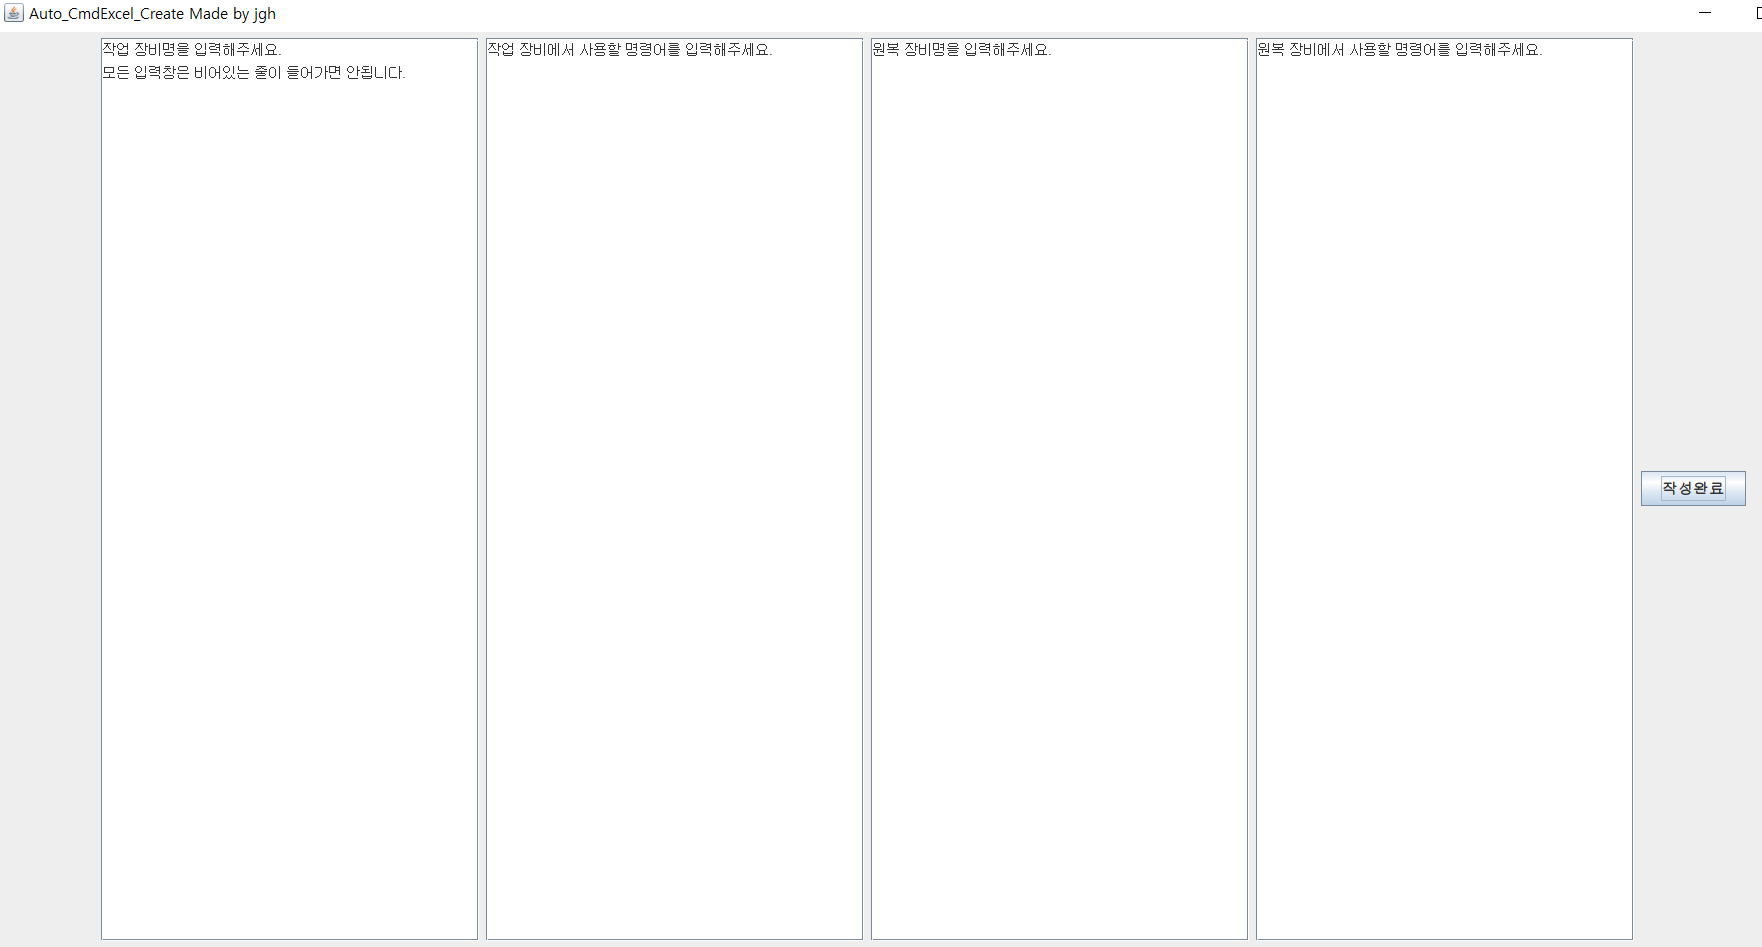 Auto_CmdExcel_Create Made by jgh
작업 장비명을 입력해주세요.
모든 입력창은 비어있는 줄이 들어가면 안됩니다.
작업 장비에서 사용할 명령어를 입력해주세요.
원복 장비명을 입력해주세요.
원복 장비에서 사용할 명령어를 입력해주세요.
작성완료